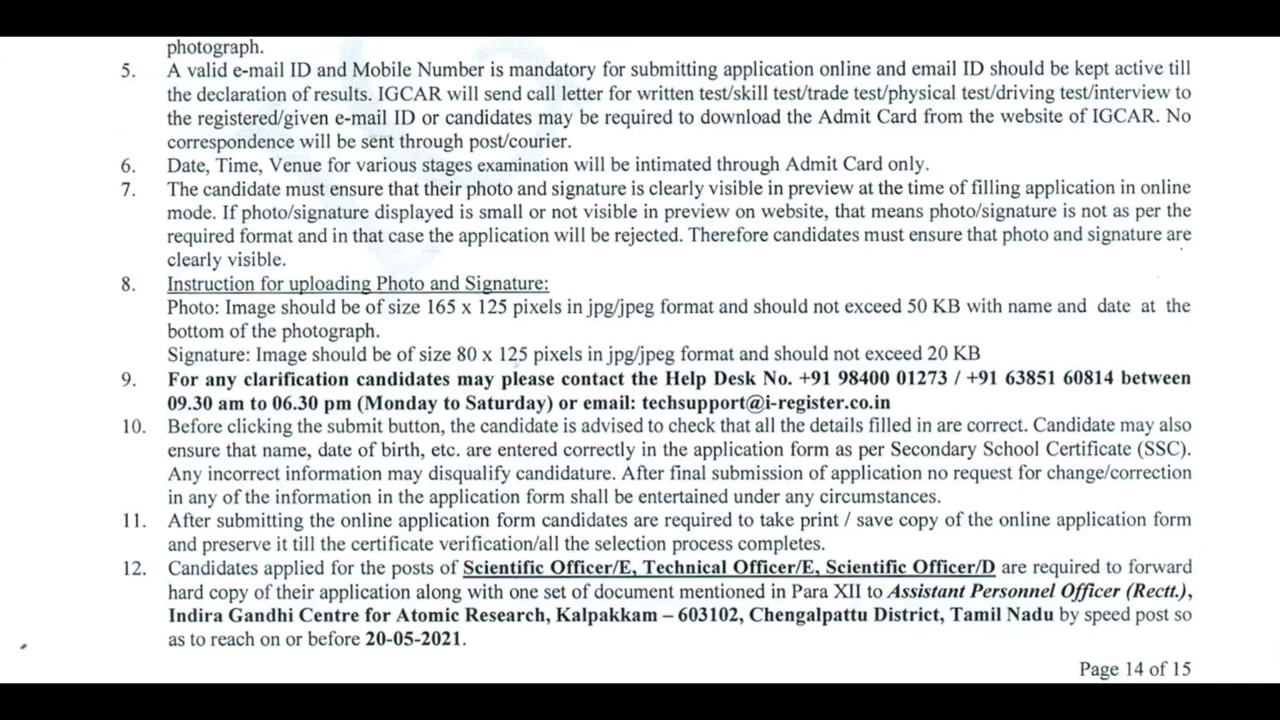 photograph.
5. A valid e-mail ID and Mobile Number is mandatory for submitting application online and email ID should be kept active till
the declaration of results. IGCAR will send call letter for written test/skill test/trade test/physical test/driving test/interview to
the registered/given e-mail ID or candidates may be required to download the Admit Card from the website of IGCAR. No
correspondence will be sent through post/courier.
6. Date, Time, Venue for various stages examination will be intimated through Admit Card only.
7. The candidate must ensure that their photo and signature is clearly visible in preview at the time of filling application in online
mode. If photo/signature displayed is small or not visible in preview on website, that means photo/signature is not as per the
required format and in that case the application will be rejected. Therefore candidates must ensure that photo and signature are
clearly visible.
8. Instruction for uploading Photo and Signature:
Photo: Image should be of size 165 x 125 pixels in jpg/jpeg format and should not exceed 50 KB with name and date at the
bottom of the photograph.
Signature: Image should be of size 80 x 125 pixels in jpg/jpeg format and should not exceed 20 KB
9. For any clarification candidates may please contact the Help Desk No. +91 98400 01273 / +91 63851 60814 between
09.30 am to 06.30 pm (Monday to Saturday) or email: techsupport@i-register.co.in
10. Before clicking the submit button, the candidate is advised to check that all the details filled in are correct. Candidate may also
ensure that name, date of birth, etc. are entered correctly in the application form as per Secondary School Certificate (SSC).
Any incorrect information may disqualify candidature. After final submission of application no request for change/correction
in any of the information in the application form shall be entertained under any circumstances.
11. After submitting the online application form candidates are required to take print / save copy of the online application form
and preserve it till the certificate verification/all the selection process completes.
12. Candidates applied for the posts of Scientific Officer/E, Technical Officer/E, Scientific Officer/D are required to forward
hard copy of their application along with one set of document mentioned in Para XII to Assistant Personnel Officer (Rectt.),
Indira Gandhi Centre for Atomic Research, Kalpakkam – 603102, Chengalpattu District, Tamil Nadu by speed post so
as to reach on or before 20-05-2021.
Page 14 of 15